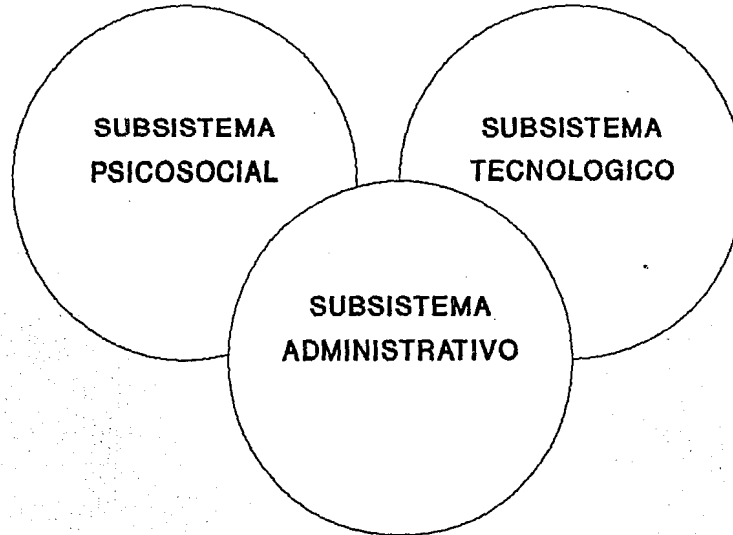 SUBSISTEMA
PSICOSOCIAL
SUBSISTEMA
TECNOLOGICO
SUBSISTEMA
ADMINISTRATIVO